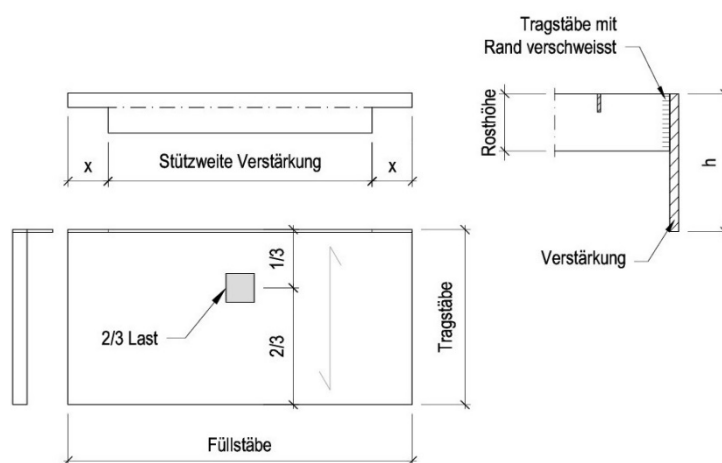 Tragstäbe mit
Rand verschweisst
Rosthöhe
h
Verstärkung
x
Stützweite Verstärkung
x
1/3
2/3 Last
2/3
Tragstäbe
Füllstäbe